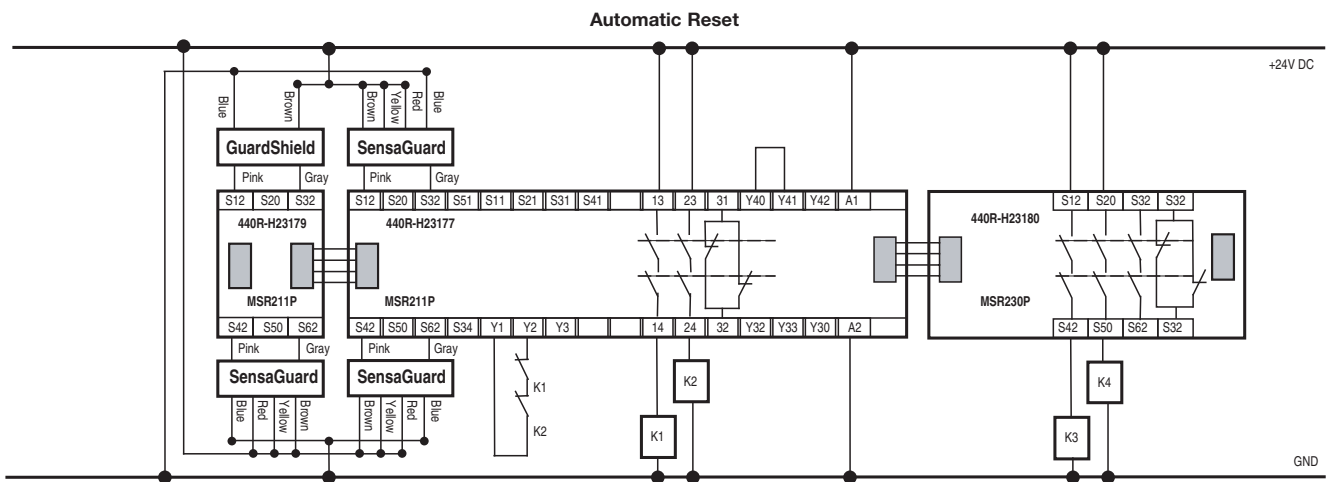 Automatic Reset
+24V DC
Blue Brown Brown Yellow Red Blue
GuardShield SensaGuard
Pink Gray Pink Gray
S12 S20 S32 S12 S20 S32 S51 S11 S21 S31 S41 13 23 31 Y40 Y41 Y42 A1 S12 S20 S32 S32
440R-H23179 440R-H23177 440R-H23180
MSR211P MSR211P MSR230P
S42 S50 S62 S42 S50 S62 S34 Y1 Y2 Y3 14 24 32 Y32 Y33 Y30 A2 S42 S50 S62 S32
Pink Gray Pink Gray
SensaGuard SensaGuard K1 K2 K4
Blue Red Yellow Brown Brown Yellow Red Blue
K2 K1 K3
GND